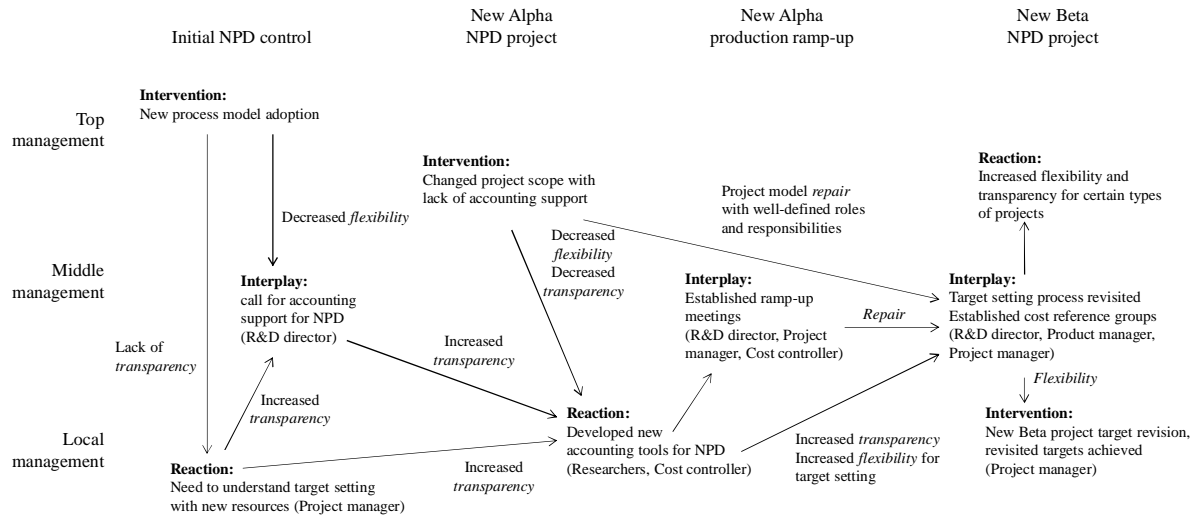 Initial NPD control
New Alpha
NPD project
New Alpha
production ramp-up
New Beta
NPD project
Top
management
Intervention:
New process model adoption
Intervention:
Changed project scope with
lack of accounting support
Reaction:
Increased flexibility and
transparency for certain types
of projects
Project model repair
with well-defined roles
and responsibilities
Decreased flexibility
Decreased
flexibility
Decreased
transparency
Middle
management
Interplay:
call for accounting
support for NPD
(R&D director)
Interplay:
Established ramp-up
meetings
(R&D director, Project
manager, Cost controller)
Repair
Interplay:
Target setting process revisited
Established cost reference groups
(R&D director, Product manager,
Project manager)
Lack of
transparency
Increased
transparency
Increased
transparency
Flexibility
Local
management
Reaction:
Need to understand target setting
with new resources (Project manager)
Increased
transparency
Reaction:
Developed new
accounting tools for NPD
(Researchers, Cost controller)
Increased transparency
Increased flexibility for
target setting
Intervention:
New Beta project target revision,
revisited targets achieved
(Project manager)